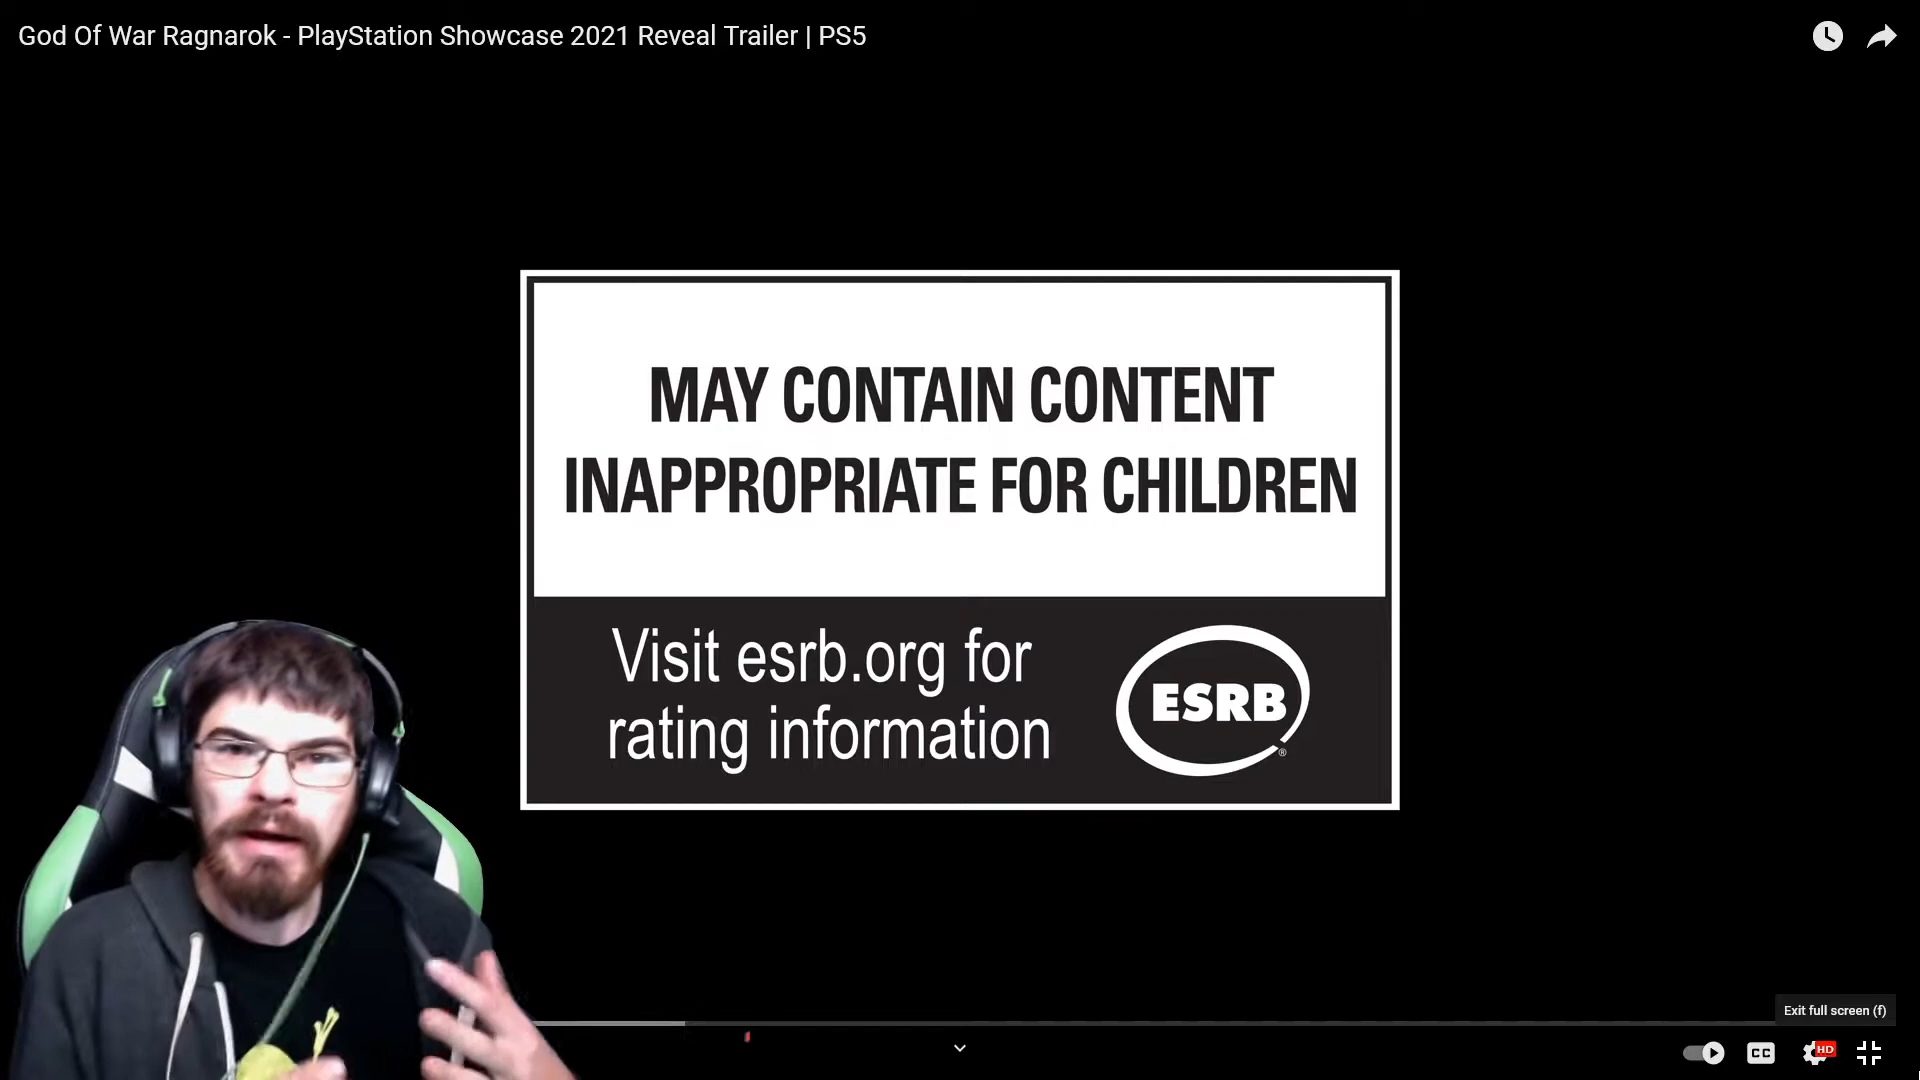 God Of War Ragnarok - PlayStation Showcase 2021 Reveal Trailer | PS5
MAY CONTAIN CONTENT
INAPPROPRIATE FOR CHILDREN
Visit esrb.org for
rating information
ESRB
®
Exit full screen (f)
CC
HD